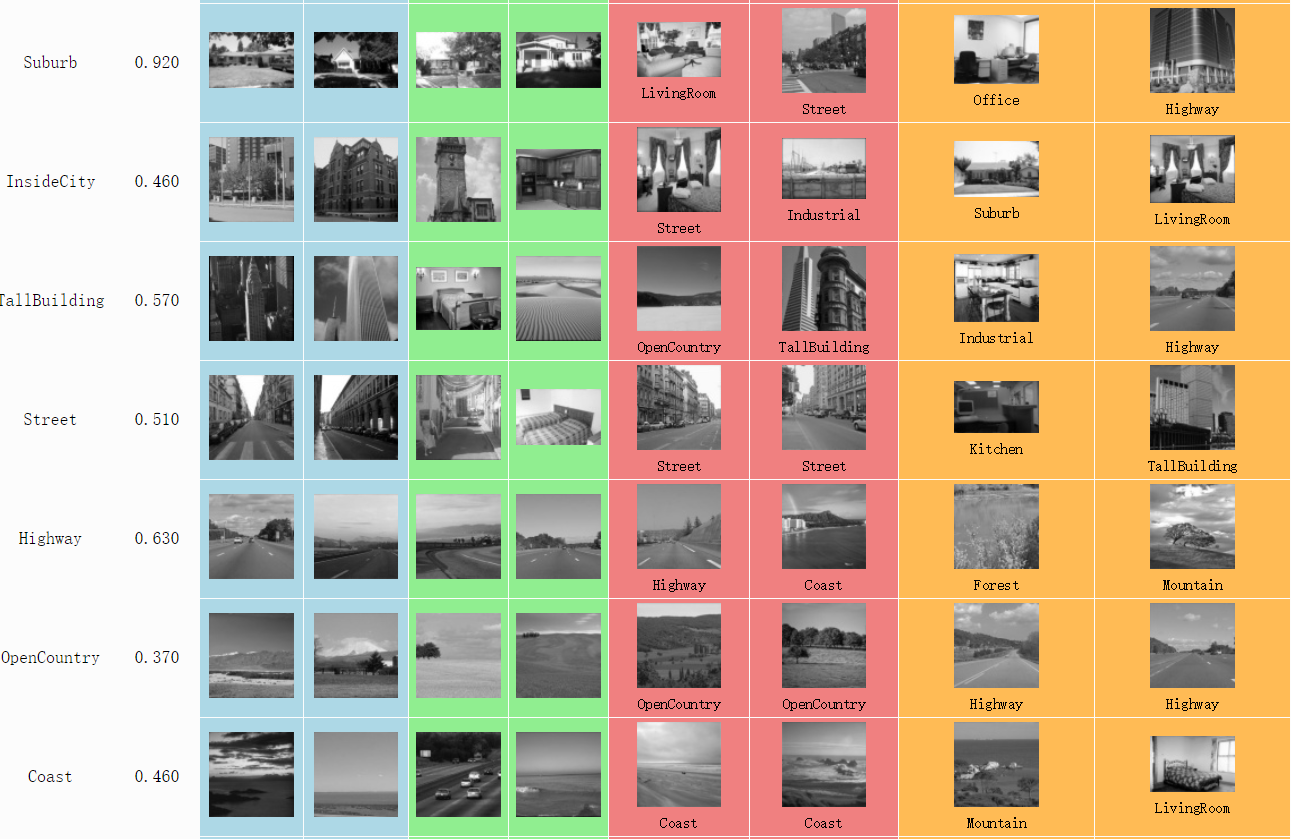 Suburb 0.920 LivingRoom Street Office Highway
InsideCity 0.460 Street Industrial Suburb LivingRoom
TallBuilding 0.570 OpenCountry TallBuilding Industrial Highway
Street 0.510 Street Street Kitchen TallBuilding
Highway 0.630 Highway Coast Forest Mountain
OpenCountry 0.370 OpenCountry OpenCountry Highway Highway
Coast 0.460 Coast Coast Mountain LivingRoom